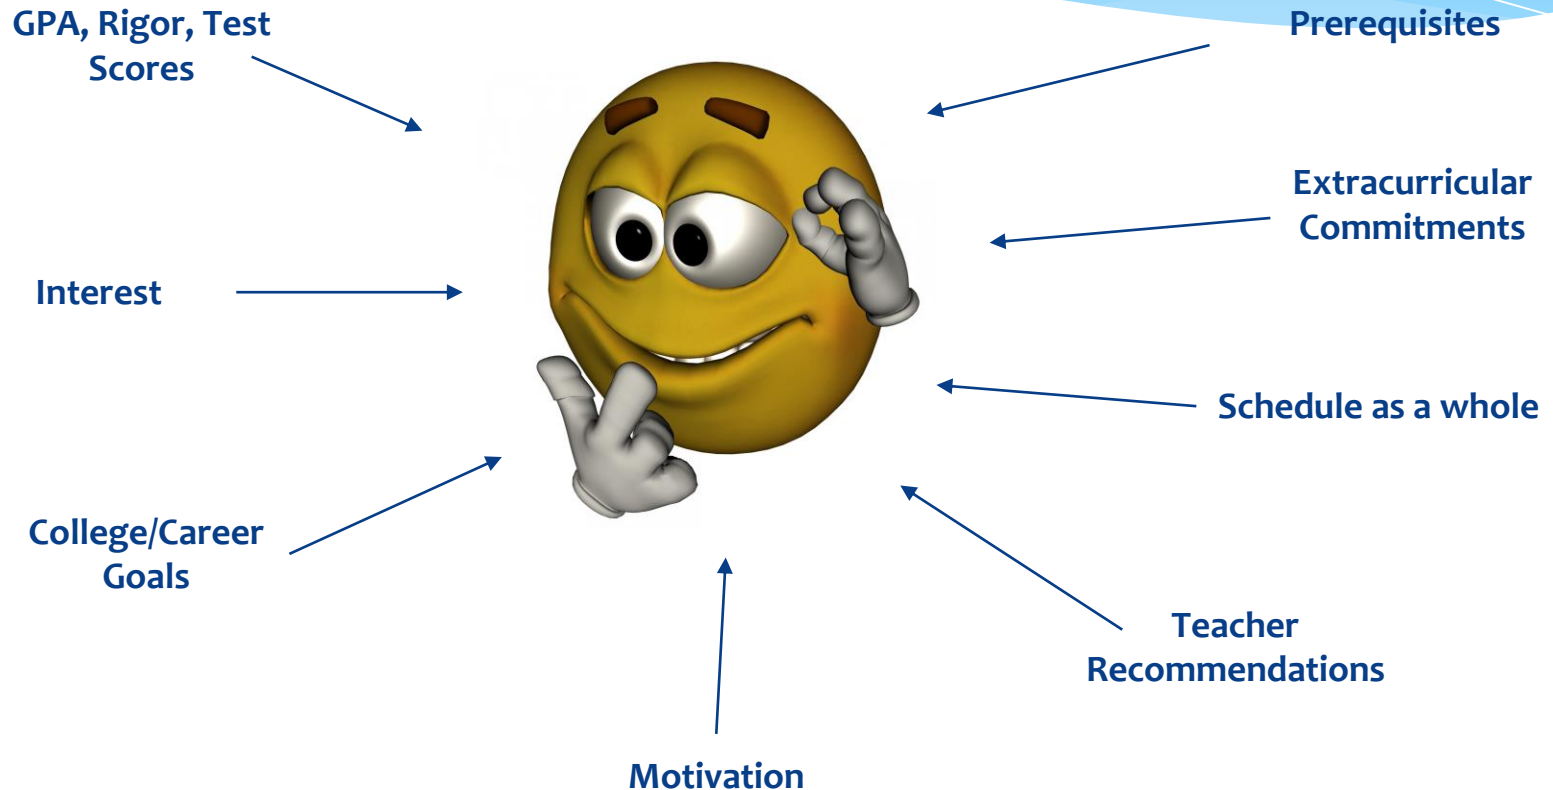 GPA, Rigor, Test
Scores
Prerequisites
Extracurricular
Commitments
Interest
Schedule as a whole
College/Career
Goals
Teacher
Recommendations
Motivation